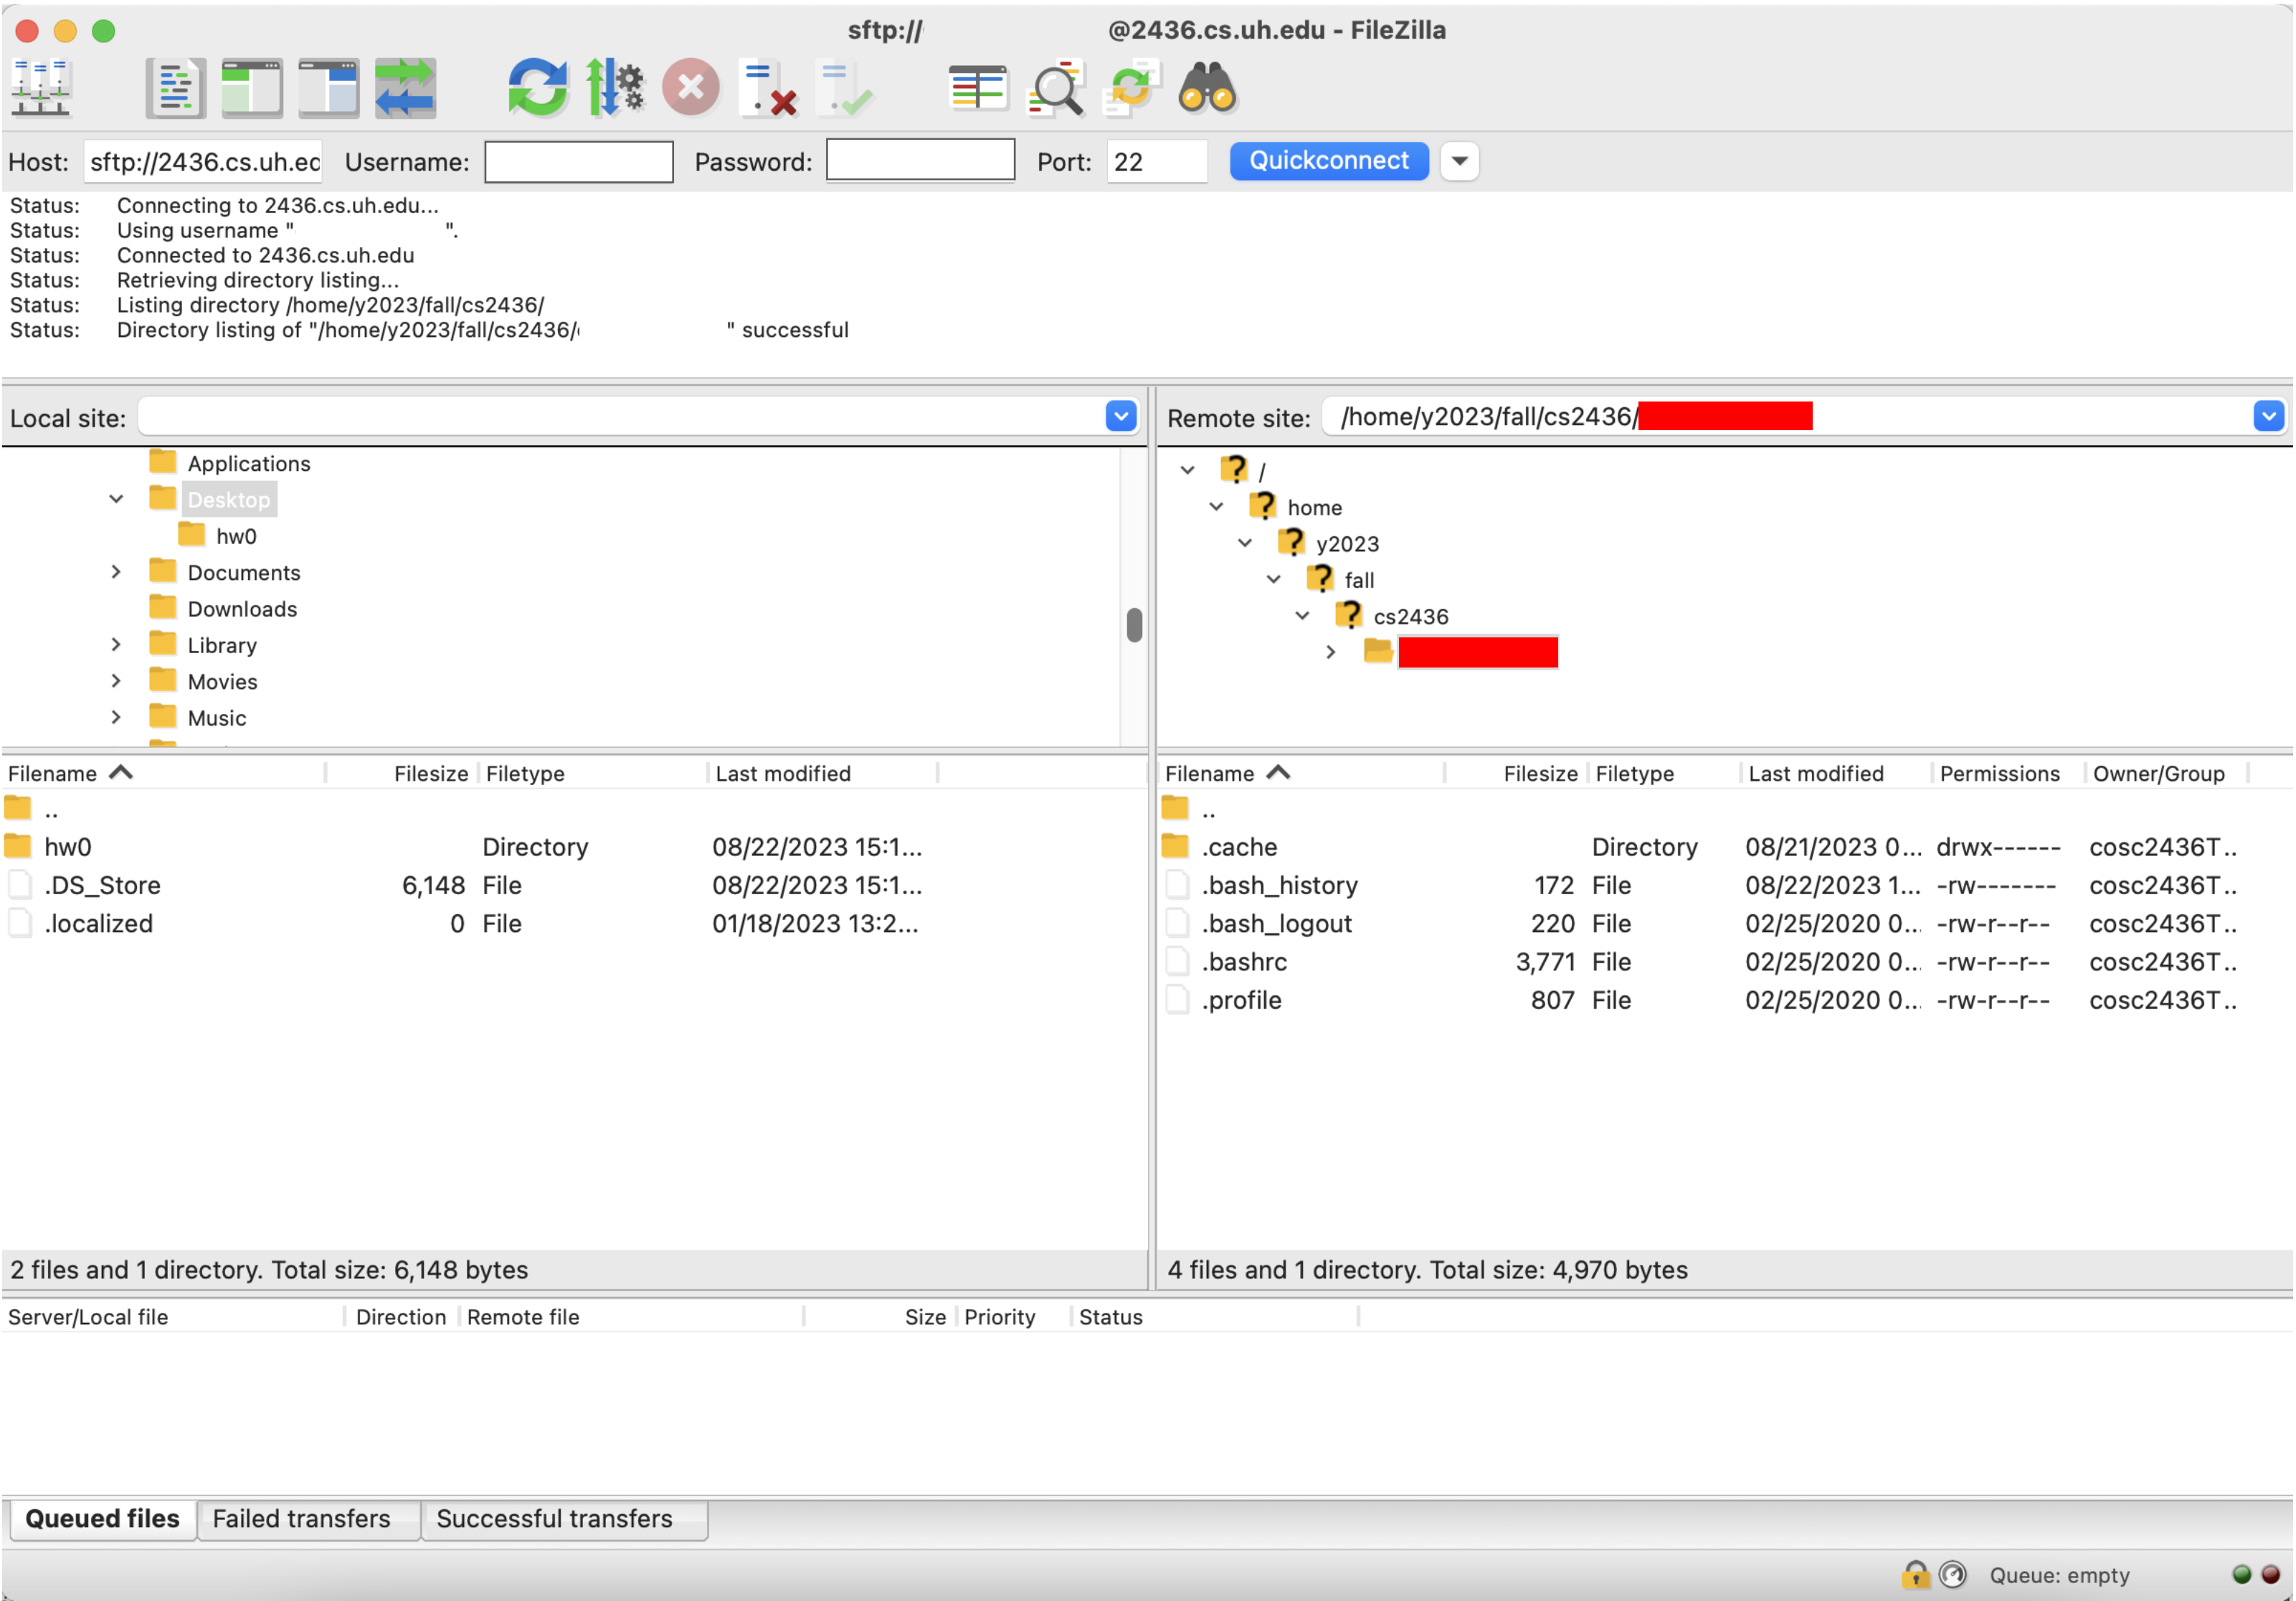 sftp:// @2436.cs.uh.edu - FileZilla
Host: sftp://2436.cs.uh.ed Username: Password: Port: 22 Quickconnect
Status: Connecting to 2436.cs.uh.edu...
Status: Using username " ".
Status: Connected to 2436.cs.uh.edu
Status: Retrieving directory listing...
Status: Listing directory /home/y2023/fall/cs2436/
Status: Directory listing of "/home/y2023/fall/cs2436/ " successful
Local site:
Applications
Desktop
hw0
Documents
Downloads
Library
Movies
Music
Remote site: /home/y2023/fall/cs2436/
/
home
y2023
fall
cs2436
Filename Filesize Filetype Last modified
..
hw0 Directory 08/22/2023 15:1...
.DS_Store 6,148 File 08/22/2023 15:1...
.localized 0 File 01/18/2023 13:2...
2 files and 1 directory. Total size: 6,148 bytes
Filename Filesize Filetype Last modified Permissions Owner/Group
..
.cache Directory 08/21/2023 0... drwx------ cosc2436T..
.bash_history 172 File 08/22/2023 1... -rw------- cosc2436T..
.bash_logout 220 File 02/25/2020 0... -rw-r--r-- cosc2436T..
.bashrc 3,771 File 02/25/2020 0... -rw-r--r-- cosc2436T..
.profile 807 File 02/25/2020 0... -rw-r--r-- cosc2436T..
4 files and 1 directory. Total size: 4,970 bytes
Server/Local file Direction Remote file Size Priority Status
Queued files Failed transfers Successful transfers
Queue: empty